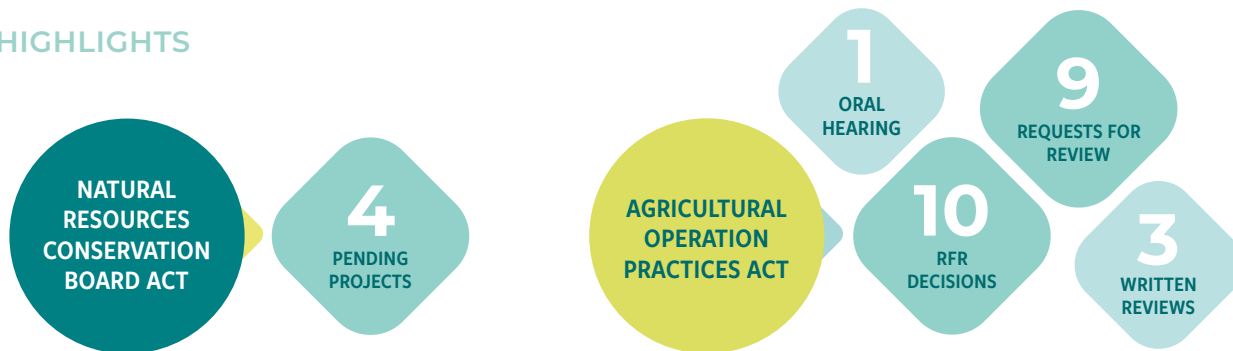 HIGHLIGHTS
NATURAL
RESOURCES
CONSERVATION
BOARD ACT
4
PENDING
PROJECTS
AGRICULTURAL
OPERATION
PRACTICES ACT
1
ORAL
HEARING
9
REQUESTS FOR
REVIEW
10
RFR
DECISIONS
3
WRITTEN
REVIEWS